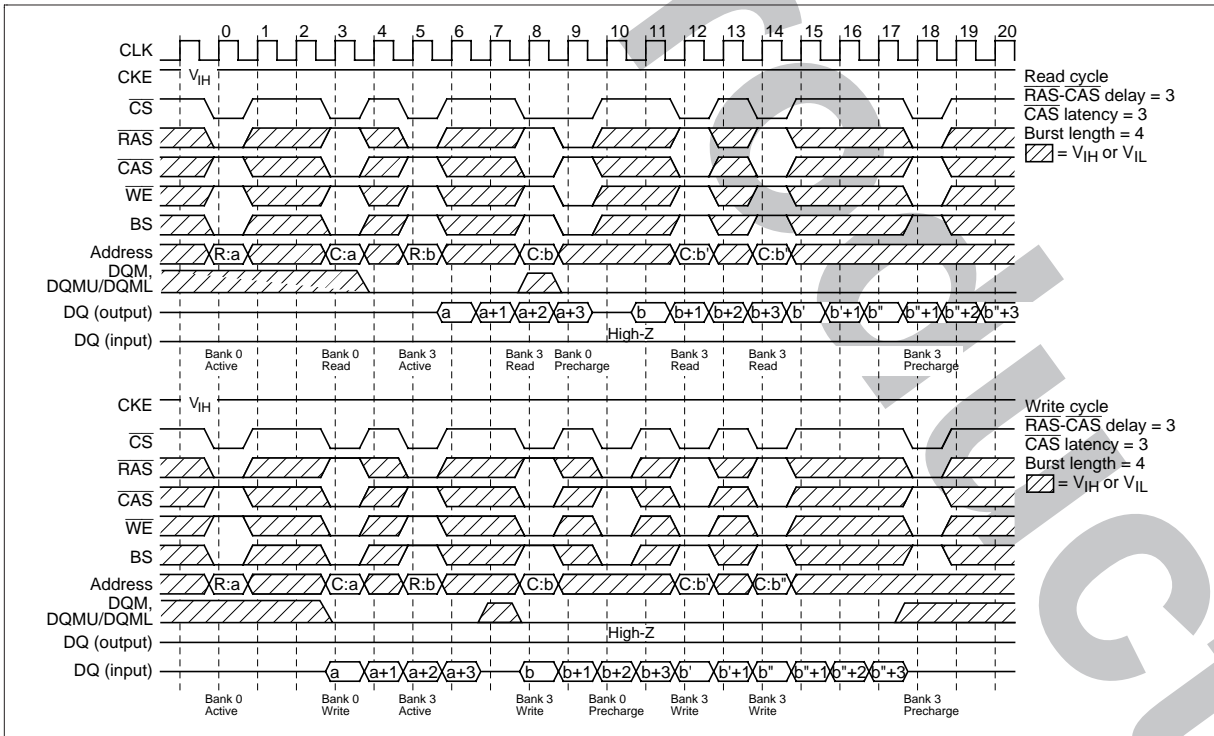 0 1 2 3 4 5 6 7 8 9 10 11 12 13 14 15 16 17 18 19 20
CLK
CKE VIH
CS
RAS
CAS
WE
BS
Address R:a C:a R:b C:b C:b' C:b'
DQM,
DQMU/DQML
DQ (output) a a+1 a+2 a+3 b b+1 b+2 b+3 b' b'+1 b" b"+1 b"+2 b"+3
High-Z
DQ (input)
Bank 0 Active
Bank 0 Read
Bank 3 Active
Bank 3 Read
Bank 0 Precharge
Bank 3 Read
Bank 3 Read
Bank 3 Precharge
Read cycle
RAS-CAS delay = 3
CAS latency = 3
Burst length = 4
= VIH or VIL
CKE VIH
CS
RAS
CAS
WE
BS
Address R:a C:a R:b C:b C:b' C:b"
DQM,
DQMU/DQML
High-Z
DQ (output)
DQ (input) a a+1 a+2 a+3 b b+1 b+2 b+3 b' b'+1 b" b"+1 b"+2 b"+3
Bank 0 Active
Bank 0 Write
Bank 3 Active
Bank 3 Write
Bank 0 Precharge
Bank 3 Write
Bank 3 Write
Bank 3 Precharge
Write cycle
RAS-CAS delay = 3
CAS latency = 3
Burst length = 4
= VIH or VIL